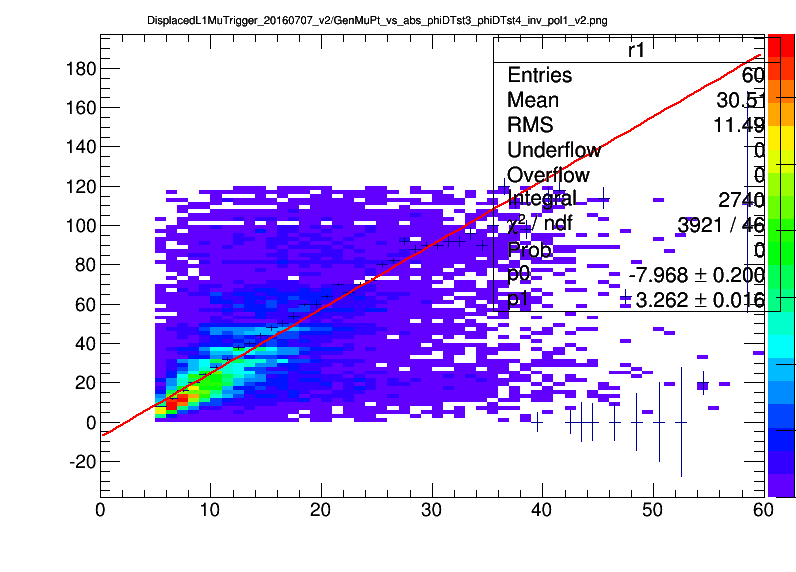 DisplacedL1MuTrigger_20160707_v2/GenMuPt_vs_abs_phiDTst3_phiDTst4_inv_pol1_v2.png
r1
Entries 60
Mean 30.51
RMS 11.49
Underflow 0
Overflow 0
Integral 2740
χ² / ndf 3921 / 46
Prob 0
p0 -7.968 ± 0.200
p1 3.262 ± 0.016
180
160
140
120
100
80
60
40
20
0
-20
0 10 20 30 40 50 60